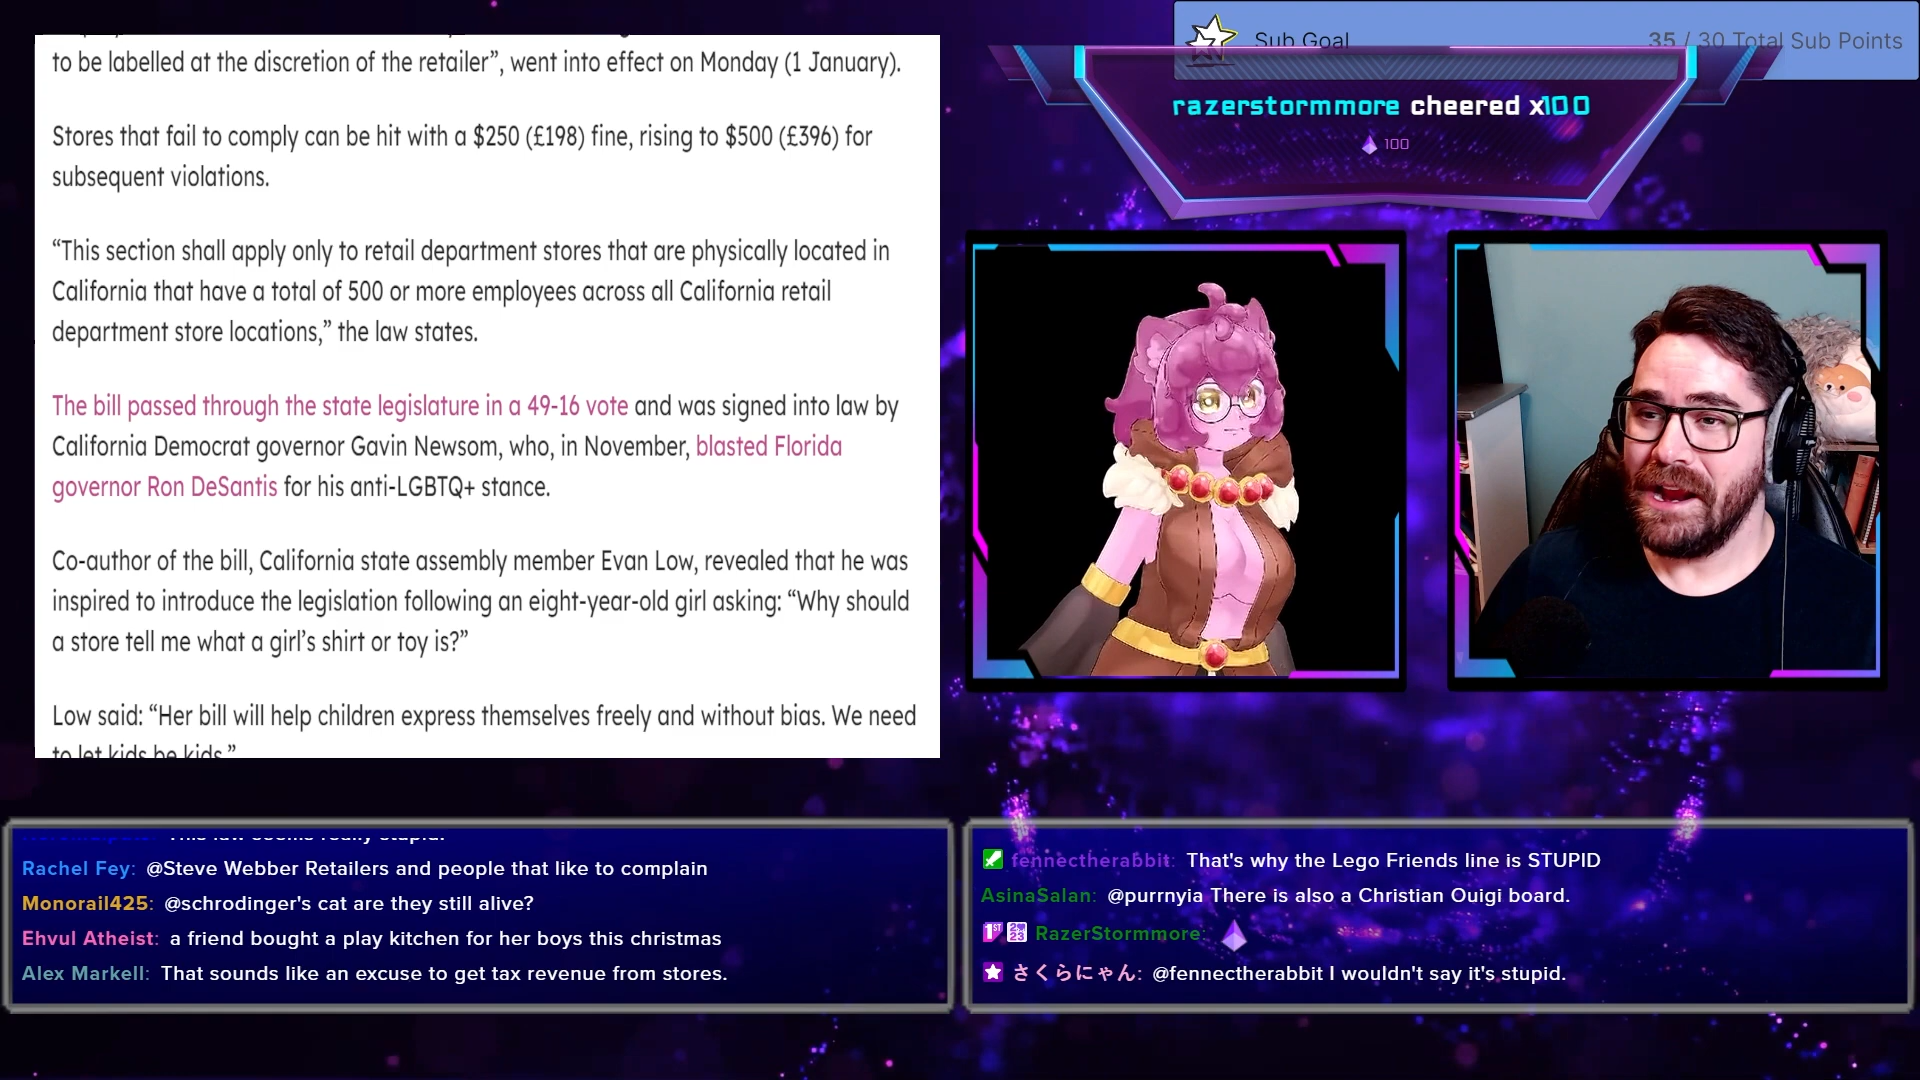 to be labelled at the discretion of the retailer”, went into effect on Monday (1 January).
Stores that fail to comply can be hit with a $250 (£198) fine, rising to $500 (£396) for
subsequent violations.
“This section shall apply only to retail department stores that are physically located in
California that have a total of 500 or more employees across all California retail
department store locations,” the law states.
The bill passed through the state legislature in a 49-16 vote and was signed into law by
California Democrat governor Gavin Newsom, who, in November, blasted Florida
governor Ron DeSantis for his anti-LGBTQ+ stance.
Co-author of the bill, California state assembly member Evan Low, revealed that he was
inspired to introduce the legislation following an eight-year-old girl asking: “Why should
a store tell me what a girl’s shirt or toy is?”
Low said: “Her bill will help children express themselves freely and without bias. We need
to let kids be kids.”
Sub Goal
35 / 30 Total Sub Points
razerstormmore cheered x100
100
This law seems really stupid.
Rachel Fey: @Steve Webber Retailers and people that like to complain
Monorail425: @schrodinger's cat are they still alive?
Ehvul Atheist: a friend bought a play kitchen for her boys this christmas
Alex Markell: That sounds like an excuse to get tax revenue from stores.
fennectherabbit: That's why the Lego Friends line is STUPID
AsinaSalan: @purrnyia There is also a Christian Ouigi board.
1ST 2023 RazerStormmore:
さくらにゃん: @fennectherabbit I wouldn't say it's stupid.